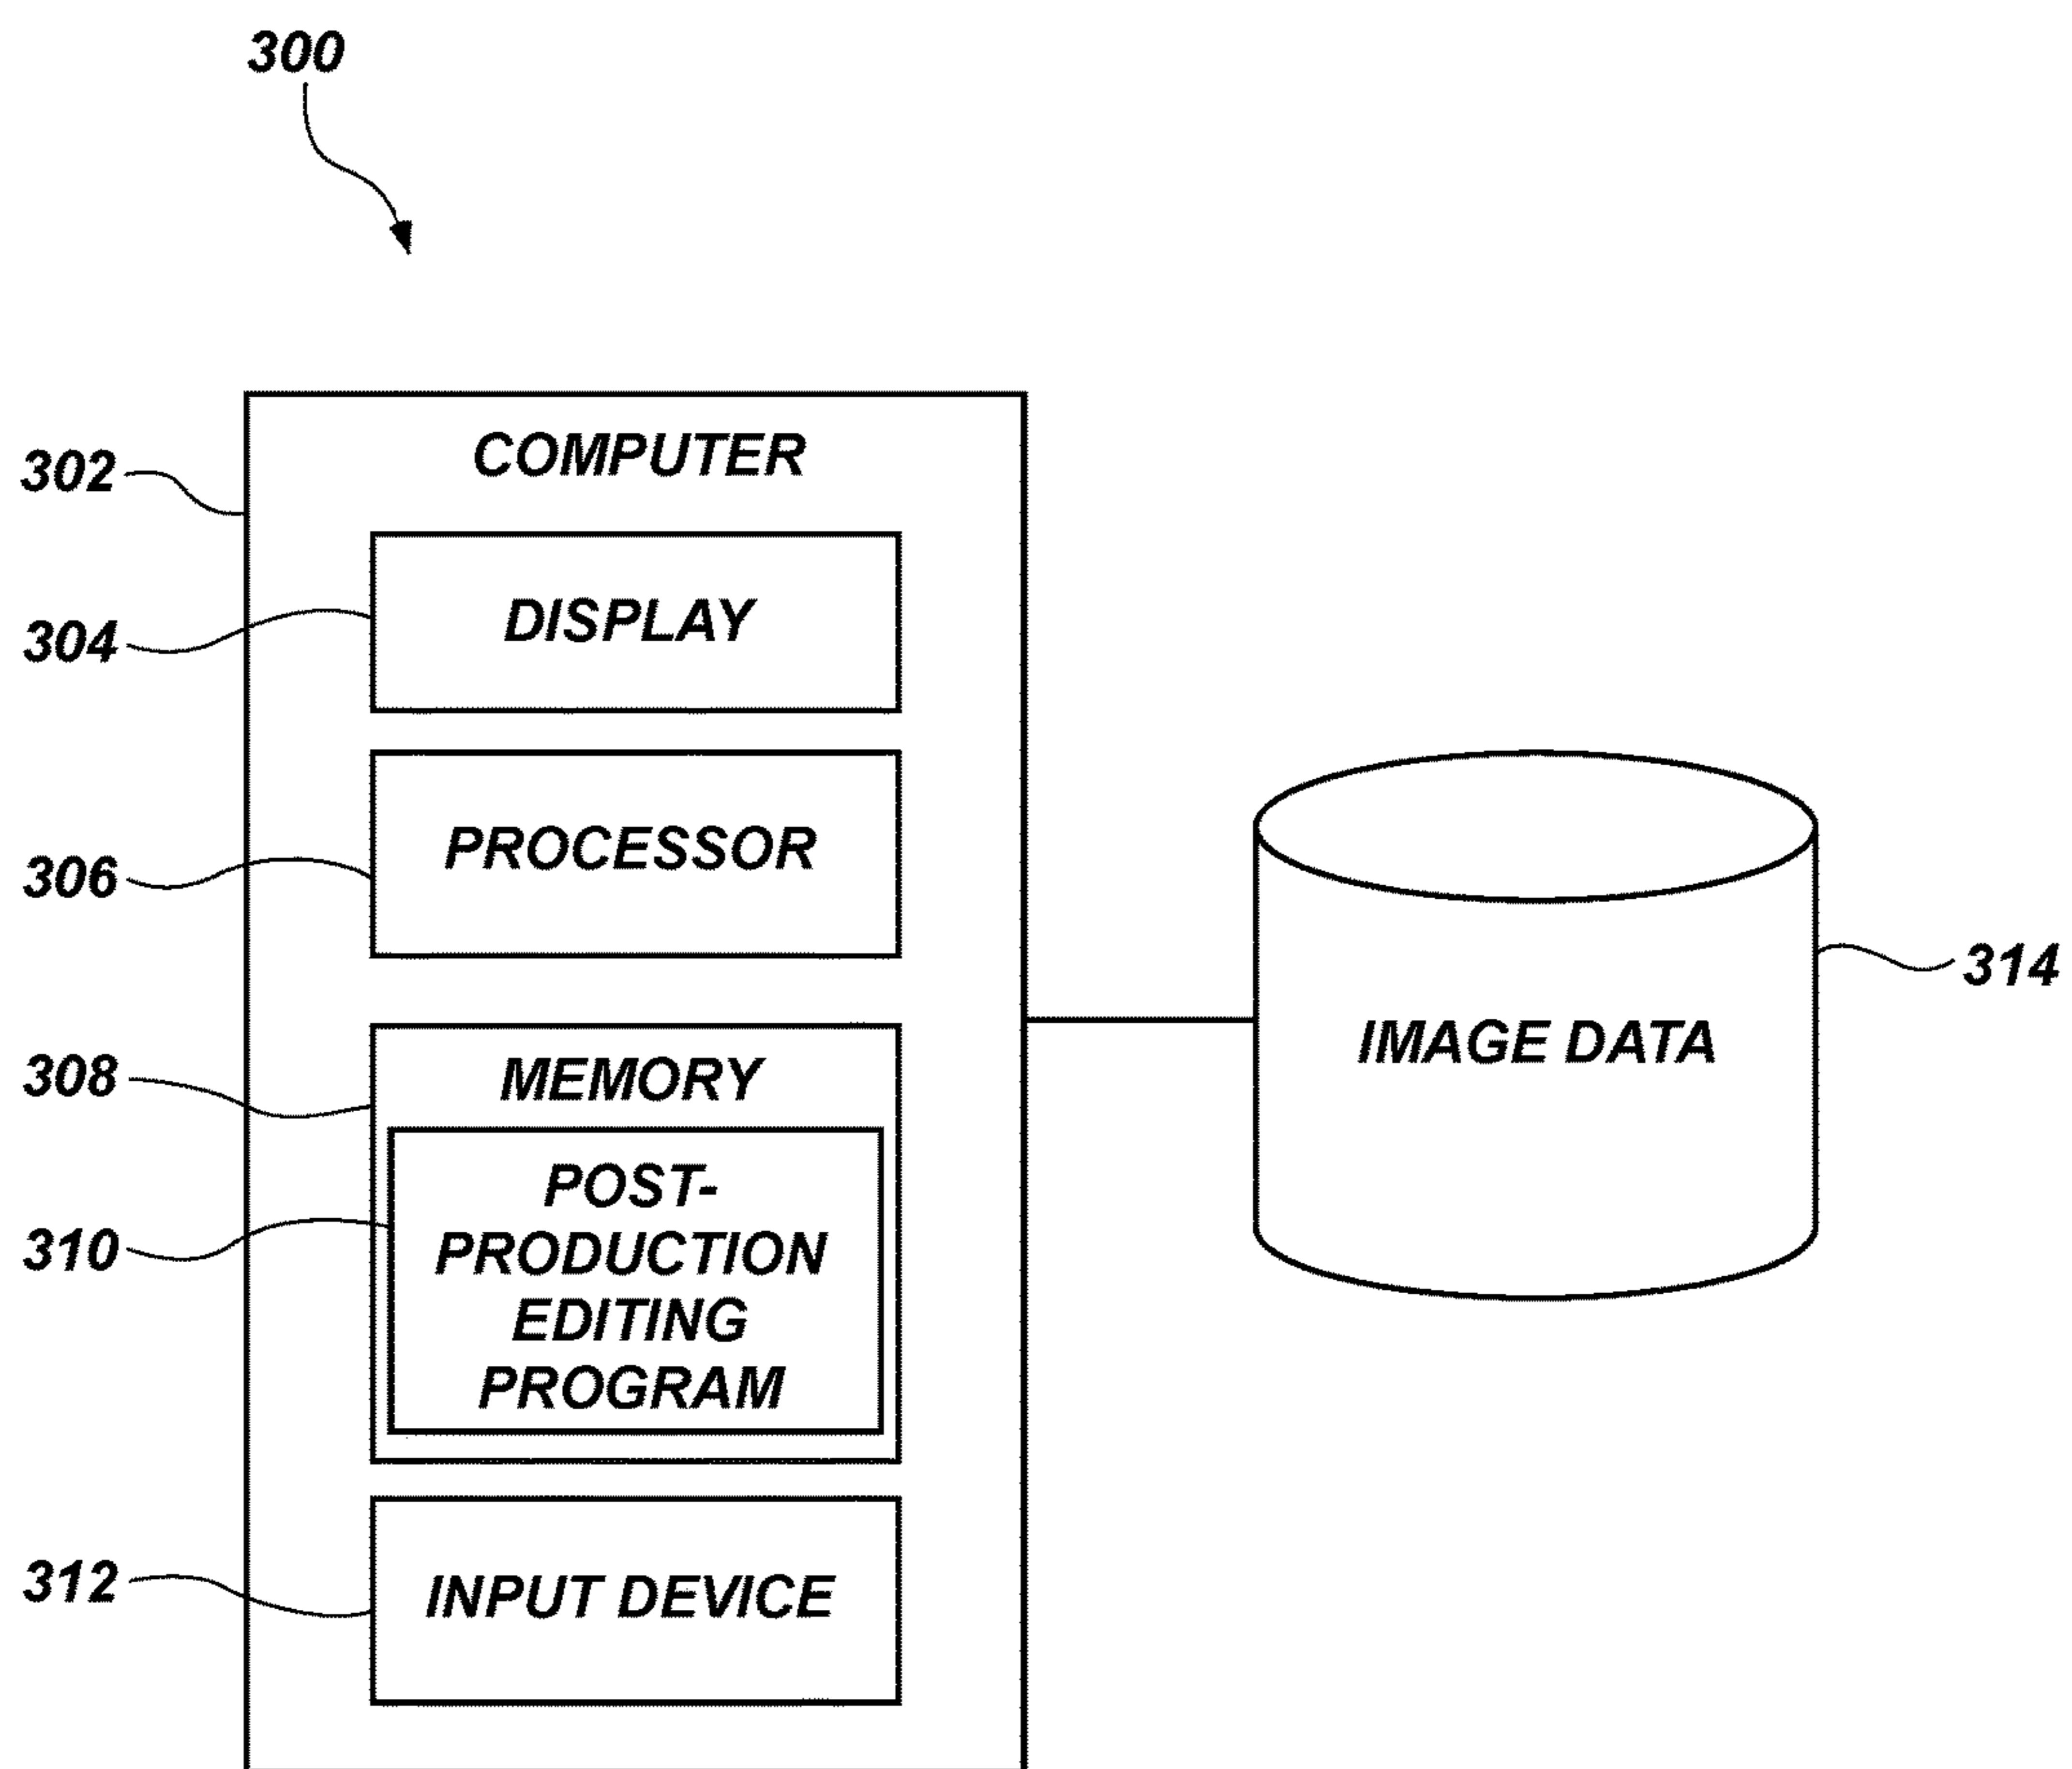 300
302
COMPUTER
304
DISPLAY
306
PROCESSOR
314
IMAGE DATA
308
MEMORY
310
POST-
PRODUCTION
EDITING
PROGRAM
312
INPUT DEVICE